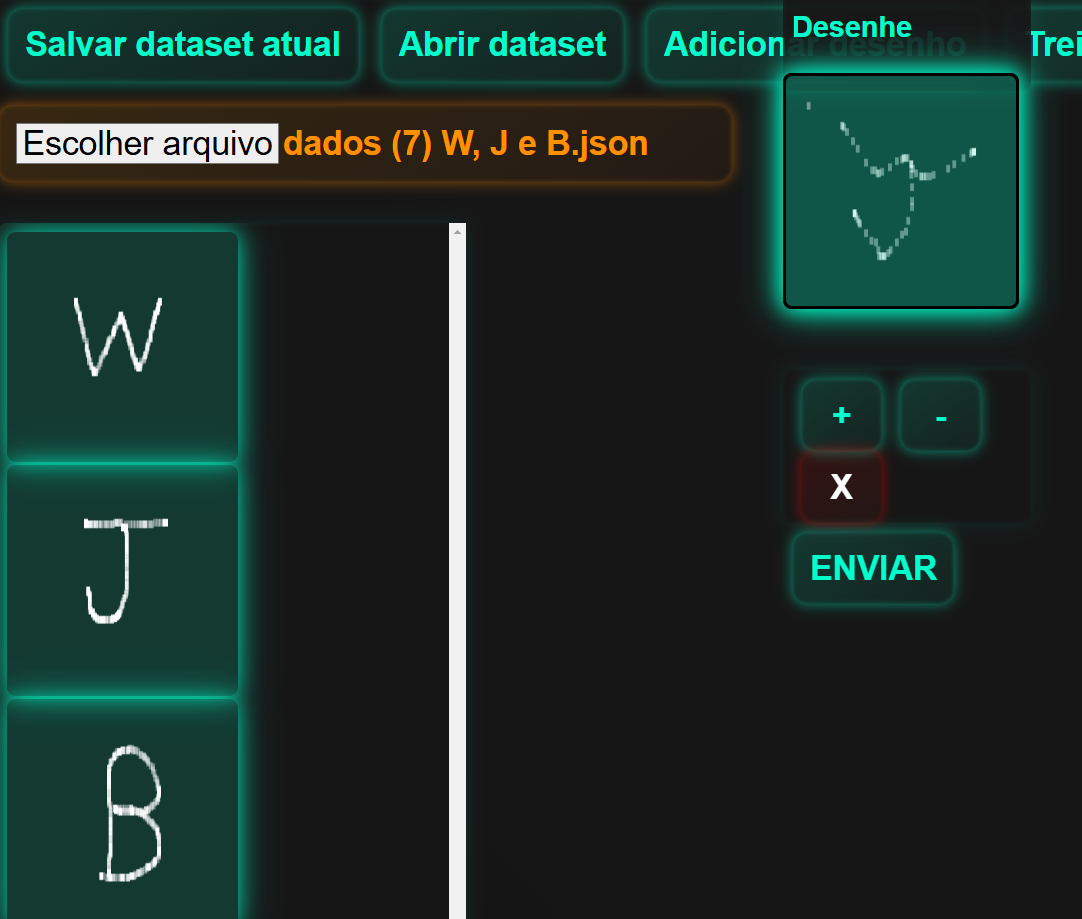 Salvar dataset atual Abrir dataset Adicionar desenho Trei
Desenhe
Escolher arquivo dados (7) W, J e B.json
W
J
B
+ -
X
ENVIAR